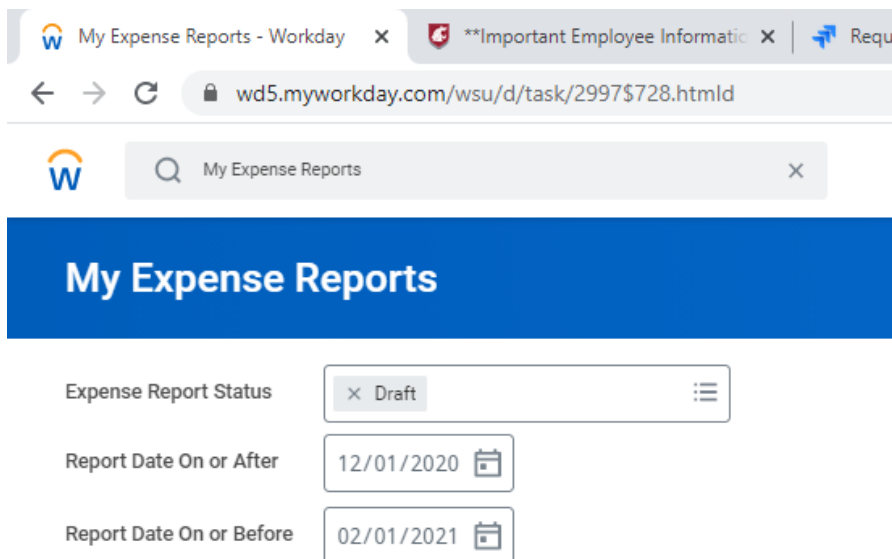 My Expense Reports - Workday **Important Employee Informatic Requ
wd5.myworkday.com/wsu/d/task/2997$728.htmld
My Expense Reports
My Expense Reports
Expense Report Status Draft
Report Date On or After 12/01/2020
Report Date On or Before 02/01/2021